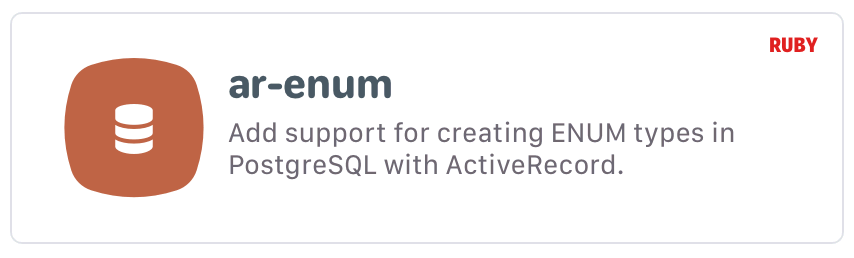 RUBY
ar-enum
Add support for creating ENUM types in
PostgreSQL with ActiveRecord.